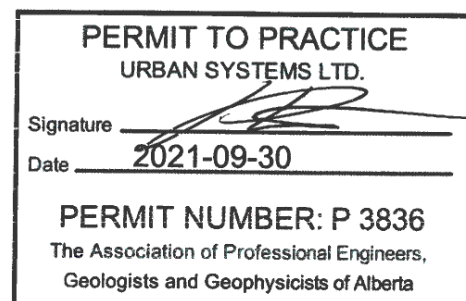 PERMIT TO PRACTICE
URBAN SYSTEMS LTD.
Signature
Date 2021-09-30
PERMIT NUMBER: P 3836
The Association of Professional Engineers,
Geologists and Geophysicists of Alberta